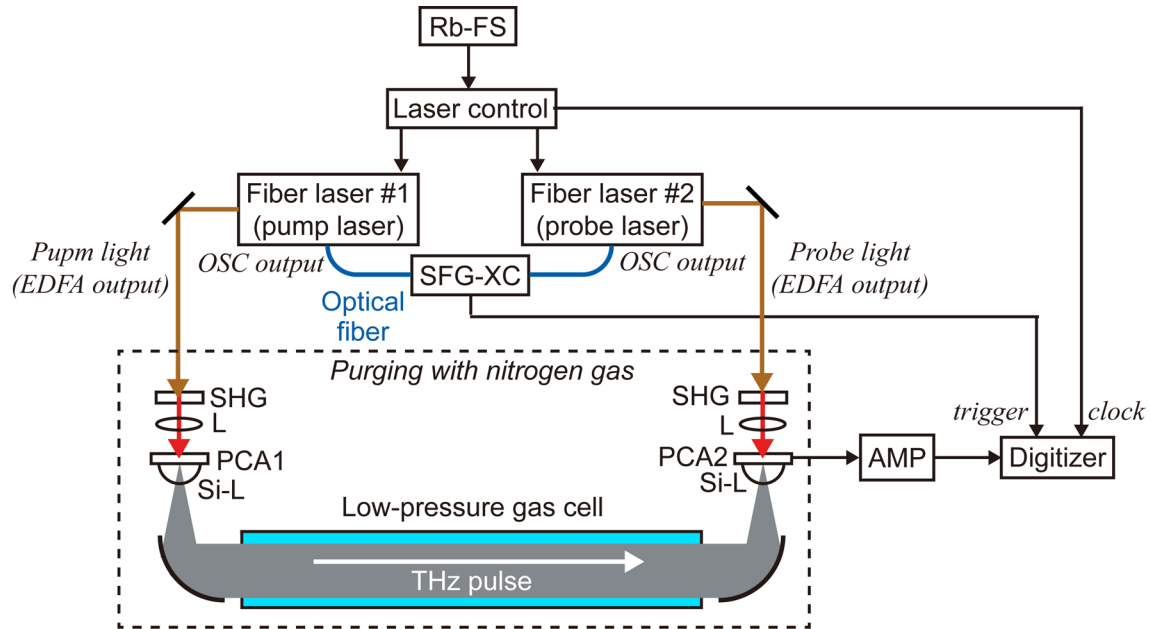 Rb-FS
Laser control
Fiber laser #1
(pump laser)
Fiber laser #2
(probe laser)
Pupm light
(EDFA output)
OSC output
SFG-XC
OSC output
Probe light
(EDFA output)
Optical
fiber
Purging with nitrogen gas
SHG
L
PCA1
Si-L
SHG
L
PCA2
Si-L
trigger
clock
AMP
Digitizer
Low-pressure gas cell
THz pulse